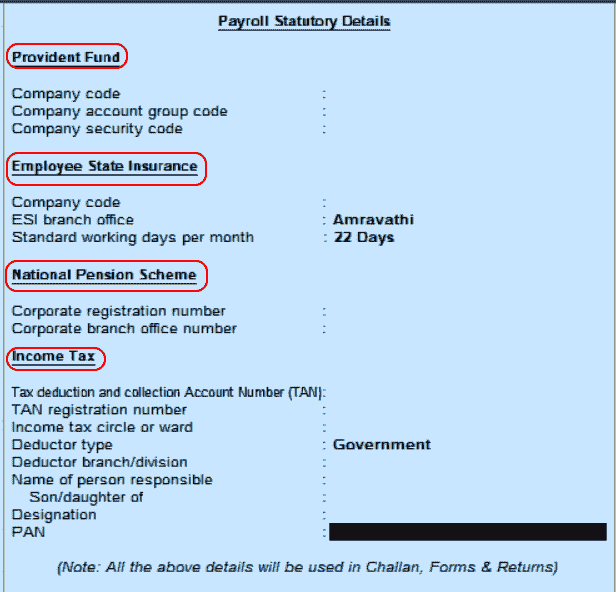 Payroll Statutory Details
Provident Fund
Company code :
Company account group code :
Company security code :
Employee State Insurance
Company code :
ESI branch office : Amravathi
Standard working days per month : 22 Days
National Pension Scheme
Corporate registration number :
Corporate branch office number :
Income Tax
Tax deduction and collection Account Number (TAN):
TAN registration number :
Income tax circle or ward :
Deductor type : Government
Deductor branch/division :
Name of person responsible :
Son/daughter of :
Designation :
PAN :
(Note: All the above details will be used in Challan, Forms & Returns)